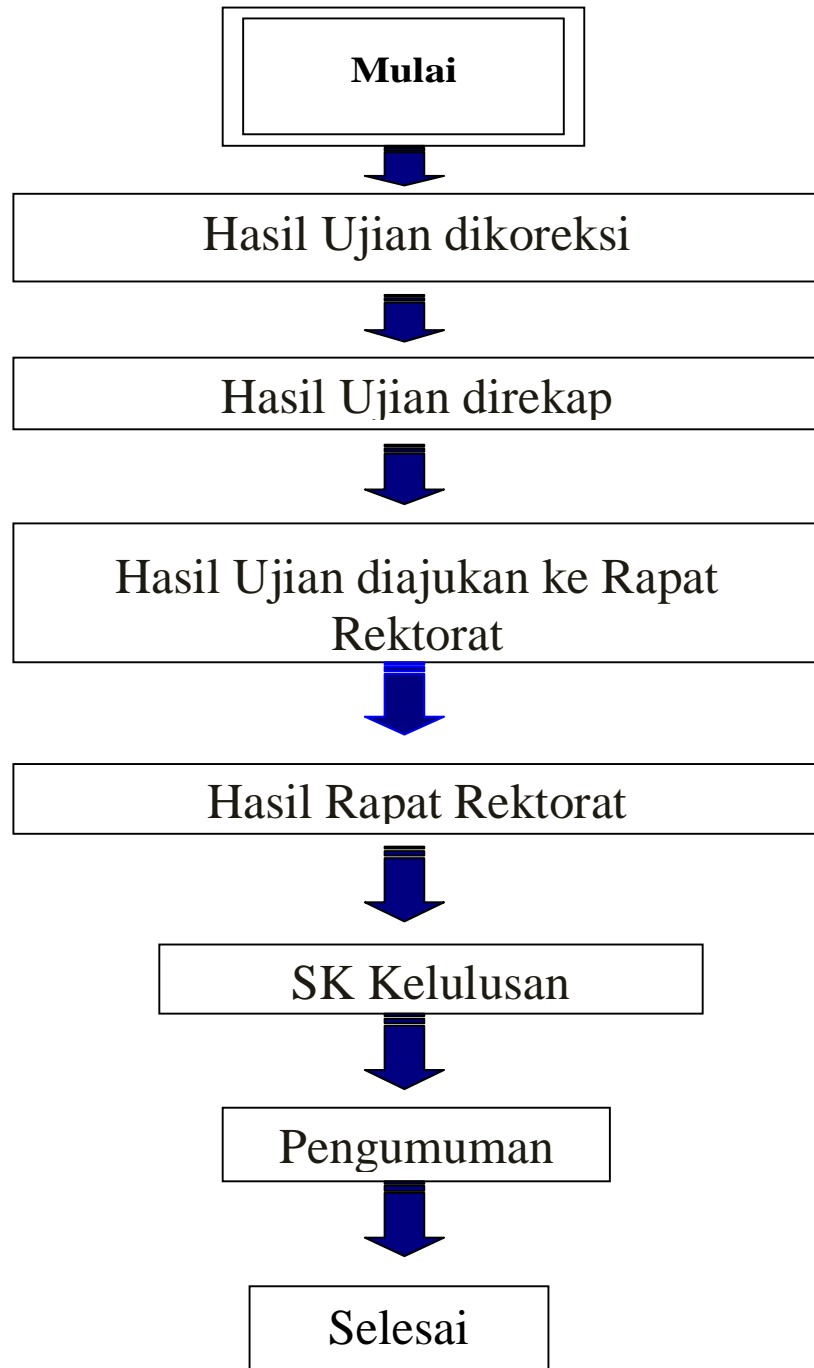 Mulai
Hasil Ujian dikoreksi
Hasil Ujian direkap
Hasil Ujian diajukan ke Rapat
Rektorat
Hasil Rapat Rektorat
SK Kelulusan
Pengumuman
Selesai